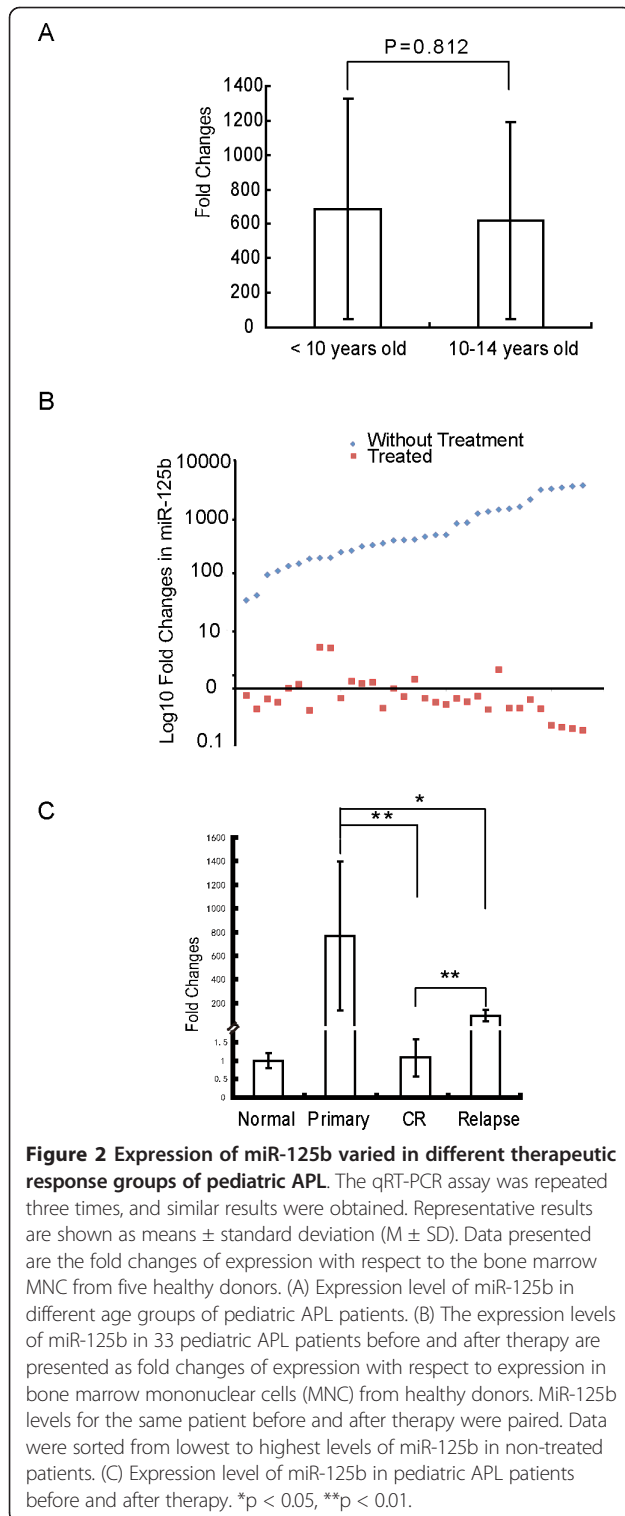 A
P=0.812
1400
1200
1000
800
600
400
200
0
Fold Changes
< 10 years old
10-14 years old
B
Without Treatment
Treated
10000
1000
100
10
0
0.1
Log10 Fold Changes in miR-125b
C
*
**
**
1600
1400
1200
1000
800
600
400
200
1.5
1
0.5
0
Fold Changes
Normal Primary CR Relapse
Figure 2 Expression of miR-125b varied in different therapeutic
response groups of pediatric APL. The qRT-PCR assay was repeated
three times, and similar results were obtained. Representative results
are shown as means ± standard deviation (M ± SD). Data presented
are the fold changes of expression with respect to the bone marrow
MNC from five healthy donors. (A) Expression level of miR-125b in
different age groups of pediatric APL patients. (B) The expression levels
of miR-125b in 33 pediatric APL patients before and after therapy are
presented as fold changes of expression with respect to expression in
bone marrow mononuclear cells (MNC) from healthy donors. MiR-125b
levels for the same patient before and after therapy were paired. Data
were sorted from lowest to highest levels of miR-125b in non-treated
patients. (C) Expression level of miR-125b in pediatric APL patients
before and after therapy. *p < 0.05, **p < 0.01.